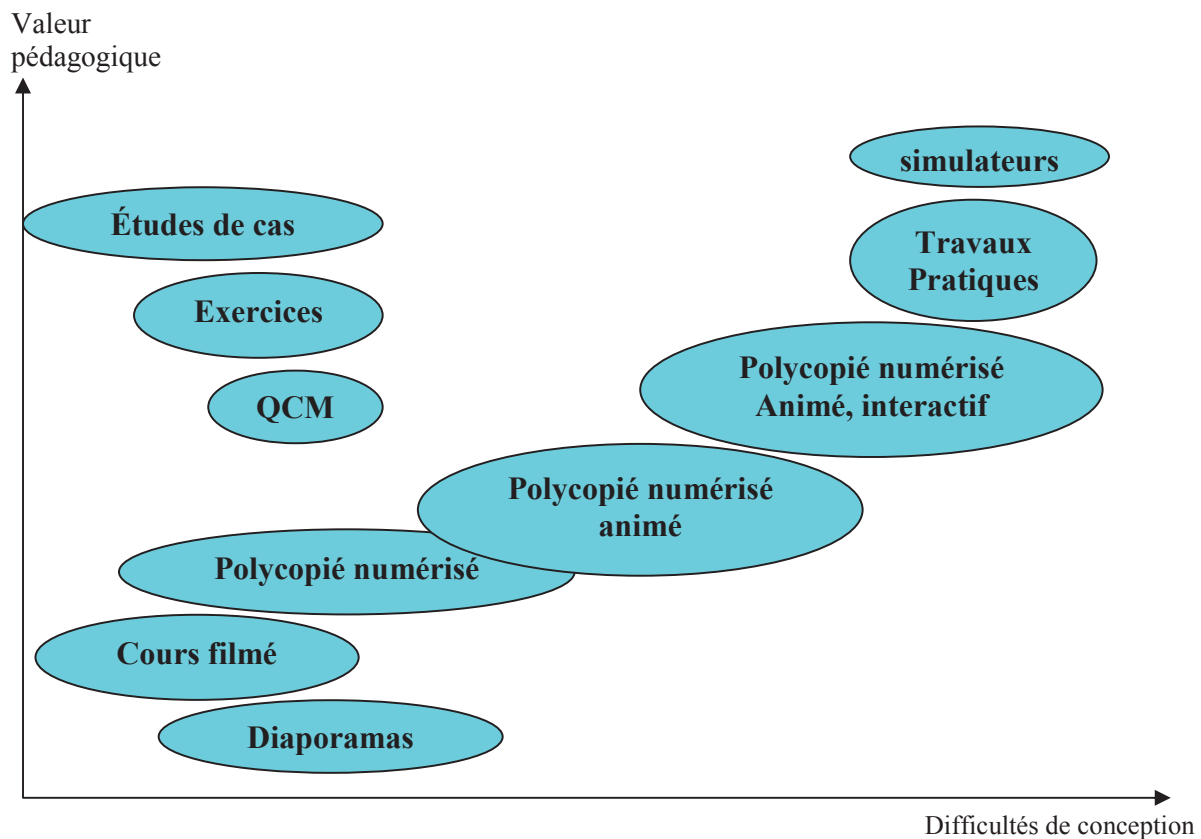 Valeur
pédagogique
simulateurs
Études de cas
Travaux
Pratiques
Exercices
Polycopié numérisé
Animé, interactif
QCM
Polycopié numérisé
animé
Polycopié numérisé
Cours filmé
Diaporamas
Difficultés de conception